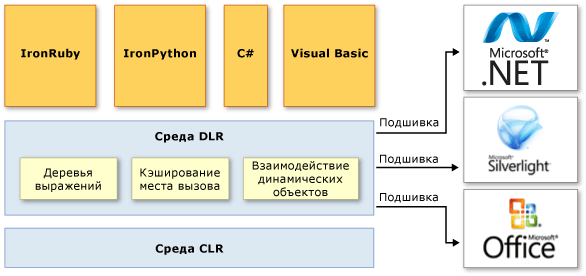 IronRuby
IronPython
C#
Visual Basic
Microsoft®
.NET
Среда DLR
Подшивка
Деревья
выражений
Кэширование
места вызова
Взаимодействие
динамических
объектов
Подшивка
Microsoft®
Silverlight™
Подшивка
Microsoft®
Office
Среда CLR